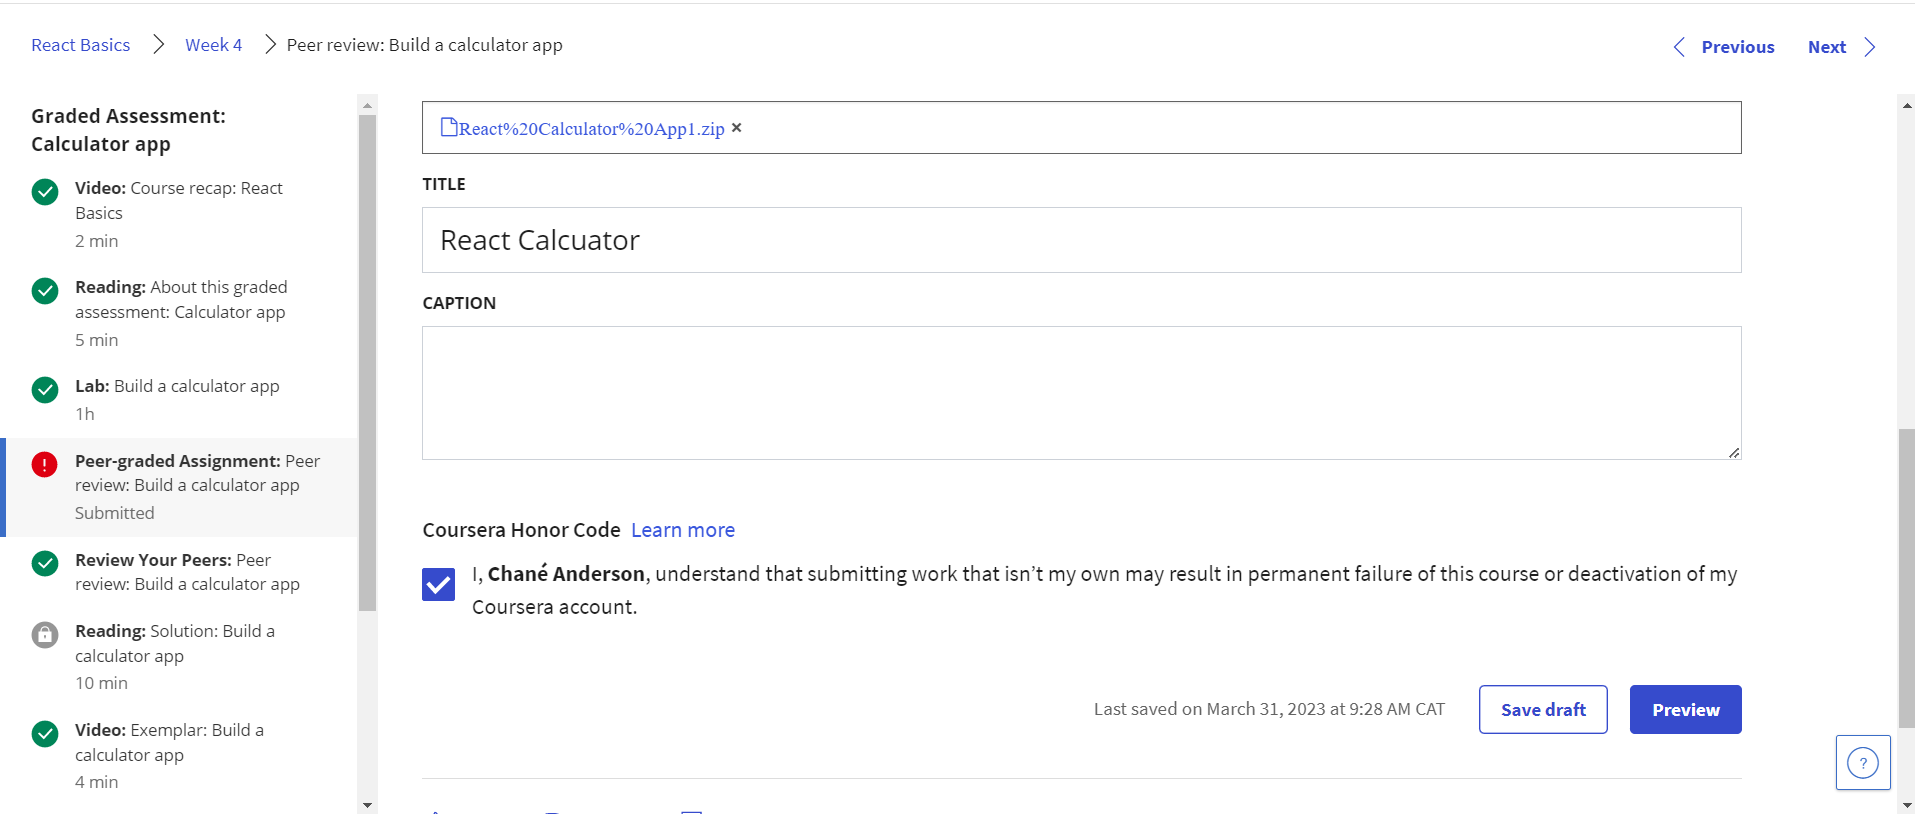 React Basics
Week 4
Peer review: Build a calculator app
Previous
Next
Graded Assessment:
Calculator app
Video: Course recap: React
Basics
2 min
Reading: About this graded
assessment: Calculator app
5 min
Lab: Build a calculator app
1h
Peer-graded Assignment: Peer
review: Build a calculator app
Submitted
Review Your Peers: Peer
review: Build a calculator app
Reading: Solution: Build a
calculator app
10 min
Video: Exemplar: Build a
calculator app
4 min
React%20Calculator%20App1.zip ×
TITLE
React Calcuator
CAPTION
Coursera Honor Code Learn more
I, Chané Anderson, understand that submitting work that isn’t my own may result in permanent failure of this course or deactivation of my
Coursera account.
Last saved on March 31, 2023 at 9:28 AM CAT
Save draft
Preview
?